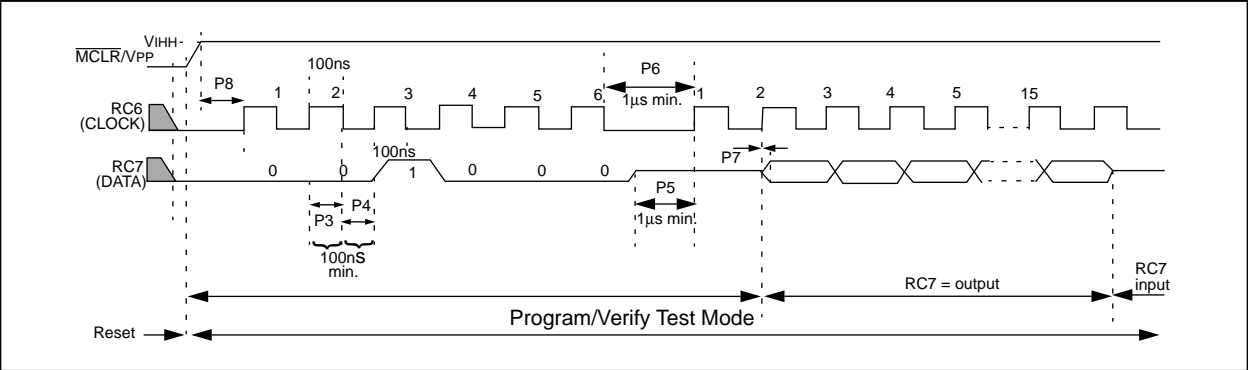 VIHH
MCLR/VPP
100ns
P8
P6
1µs min.
RC6
(CLOCK)
1 2 3 4 5 6 1 2 3 4 5 15
P7
RC7
(DATA)
100ns
0 0 1 0 0 0
P3 P4
P5
1µs min.
100nS
min.
RC7 = output
RC7
input
Program/Verify Test Mode
Reset